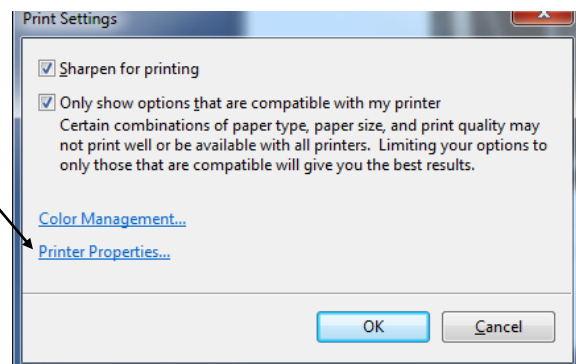 Print Settings
Sharpen for printing
Only show options that are compatible with my printer
Certain combinations of paper type, paper size, and print quality may
not print well or be available with all printers. Limiting your options to
only those that are compatible will give you the best results.
Color Management...
Printer Properties...
OK Cancel